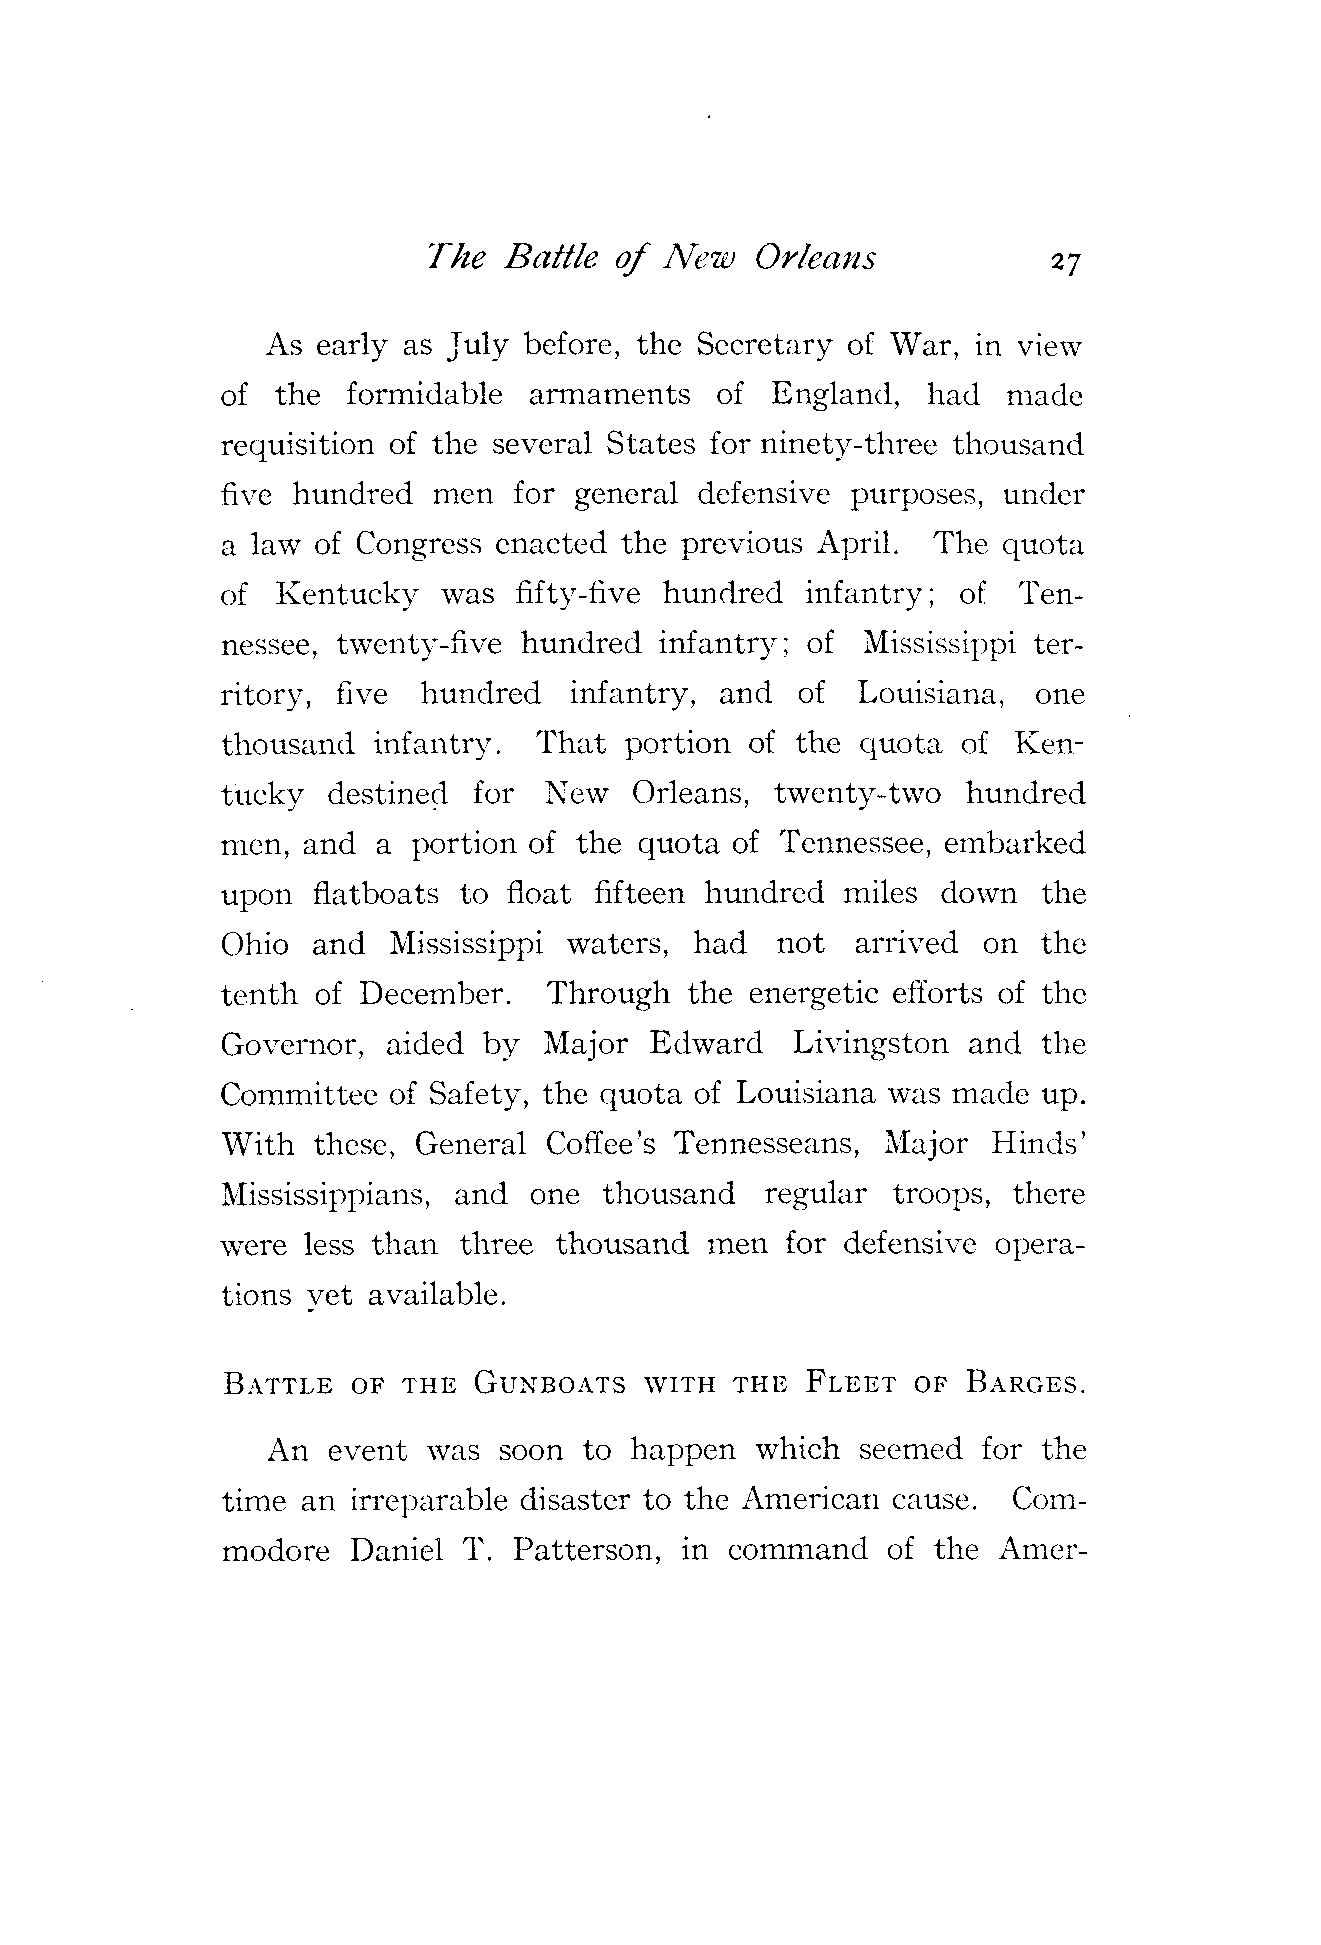 The Battle of New Orleans 27
As early as July before, the Secretary of War, in view
of the formidable armaments of England, had made
requisition of the several States for ninety-three thousand
five hundred men for general defensive purposes, under
a law of Congress enacted the previous April. The quota
of Kentucky was fifty-five hundred infantry; of Ten-
nessee, twenty-five hundred infantry; of Mississippi ter-
ritory, five hundred infantry, and of Louisiana, one
thousand infantry. That portion of the quota of Ken-
tucky destined for New Orleans, twenty-two hundred
men, and a portion of the quota of Tennessee, embarked
upon flatboats to float fifteen hundred miles down the
Ohio and Mississippi waters, had not arrived on the
tenth of December. Through the energetic efforts of the
Governor, aided by Major Edward Livingston and the
Committee of Safety, the quota of Louisiana was made up.
With these, General Coffee's Tennesseans, Major Hinds'
Mississippians, and one thousand regular troops, there
were less than three thousand men for defensive opera-
tions yet available.
BATTLE OF THE GUNBOATS WITH THE FLEET OF BARGES.
An event was soon to happen which seemed for the
time an irreparable disaster to the American cause. Com-
modore Daniel T. Patterson, in command of the Amer-